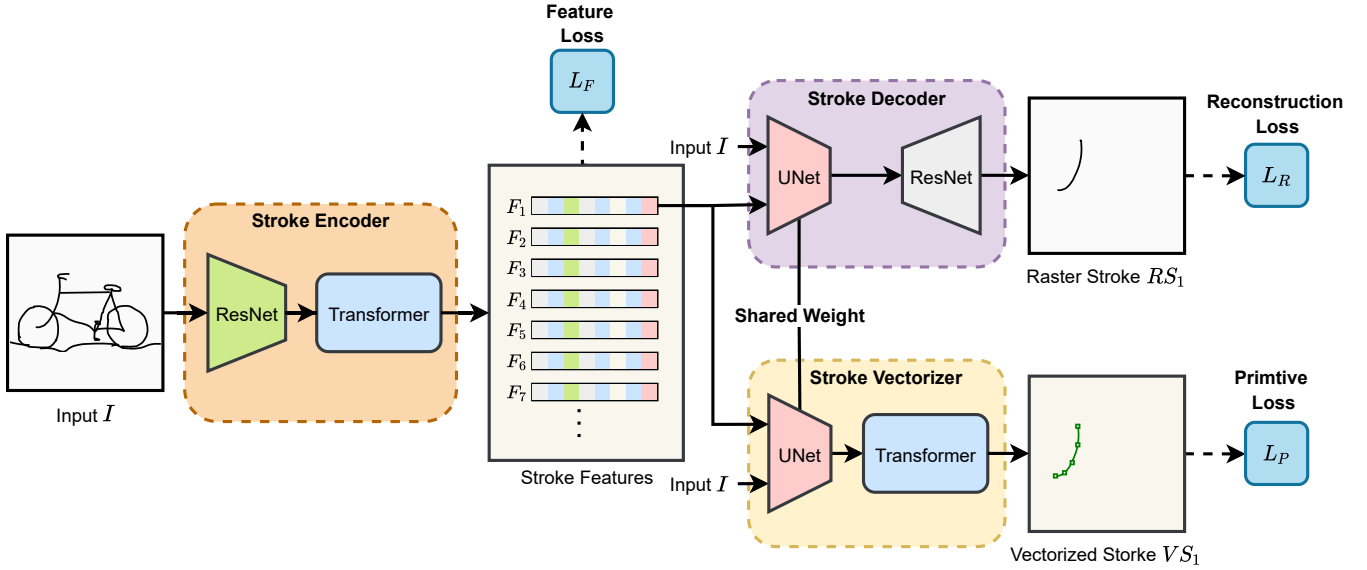 Feature
Loss
L_F
Stroke Decoder
Input I
UNet
ResNet
Reconstruction
Loss
L_R
Raster Stroke RS_1
Stroke Encoder
ResNet
Transformer
Input I
F_1
F_2
F_3
F_4
F_5
F_6
F_7
⋮
Stroke Features
Shared Weight
Stroke Vectorizer
UNet
Transformer
Input I
Primtive
Loss
L_P
Vectorized Storke VS_1